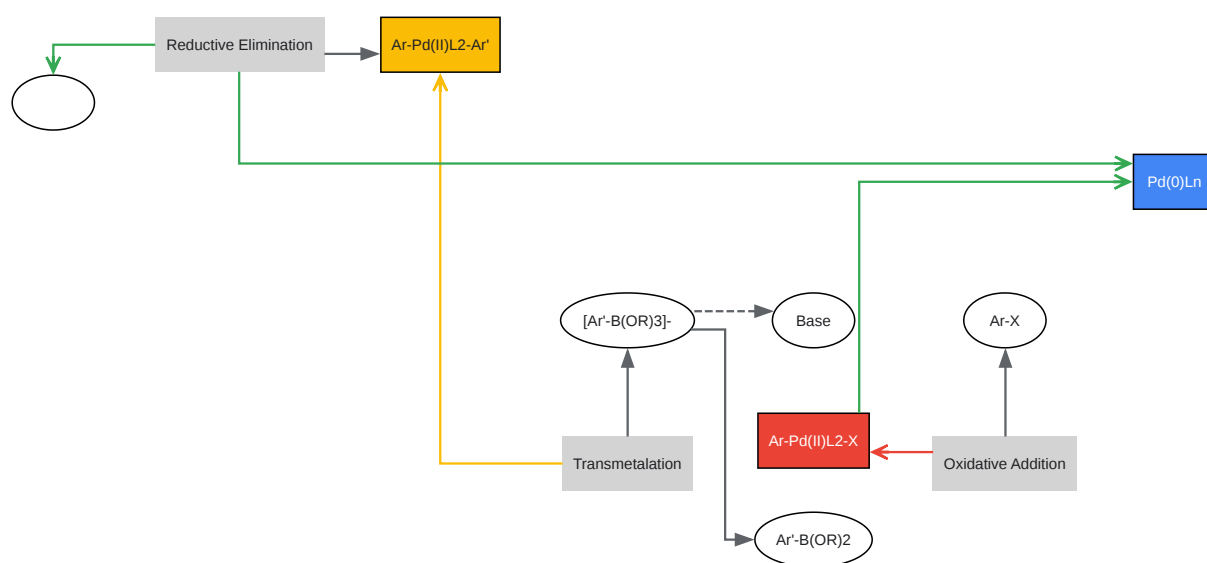 Reductive Elimination
Ar-Pd(II)L2-Ar'
Pd(0)Ln
[Ar'-B(OR)3]-
Base
Ar-X
Ar-Pd(II)L2-X
Transmetalation
Oxidative Addition
Ar'-B(OR)2